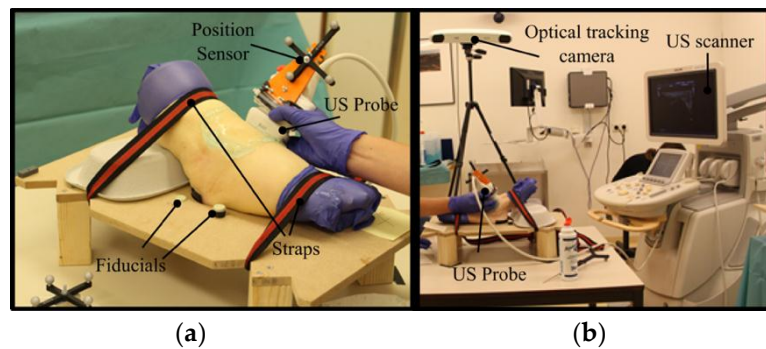 Position
Sensor
US Probe
Fiducials
Straps
Optical tracking
camera
US scanner
US Probe
(a)
(b)